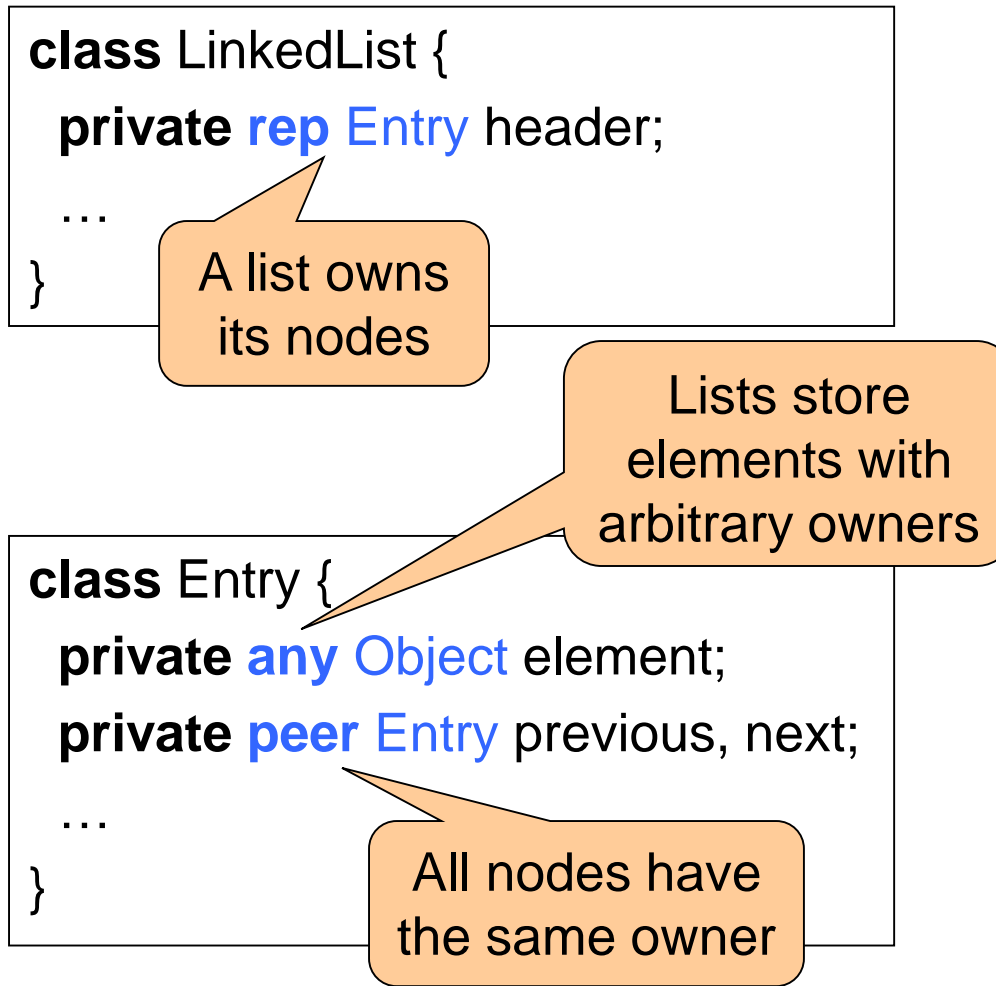 class LinkedList {
private rep Entry header;
…
}
A list owns
its nodes
Lists store
elements with
arbitrary owners
class Entry {
private any Object element;
private peer Entry previous, next;
…
}
All nodes have
the same owner